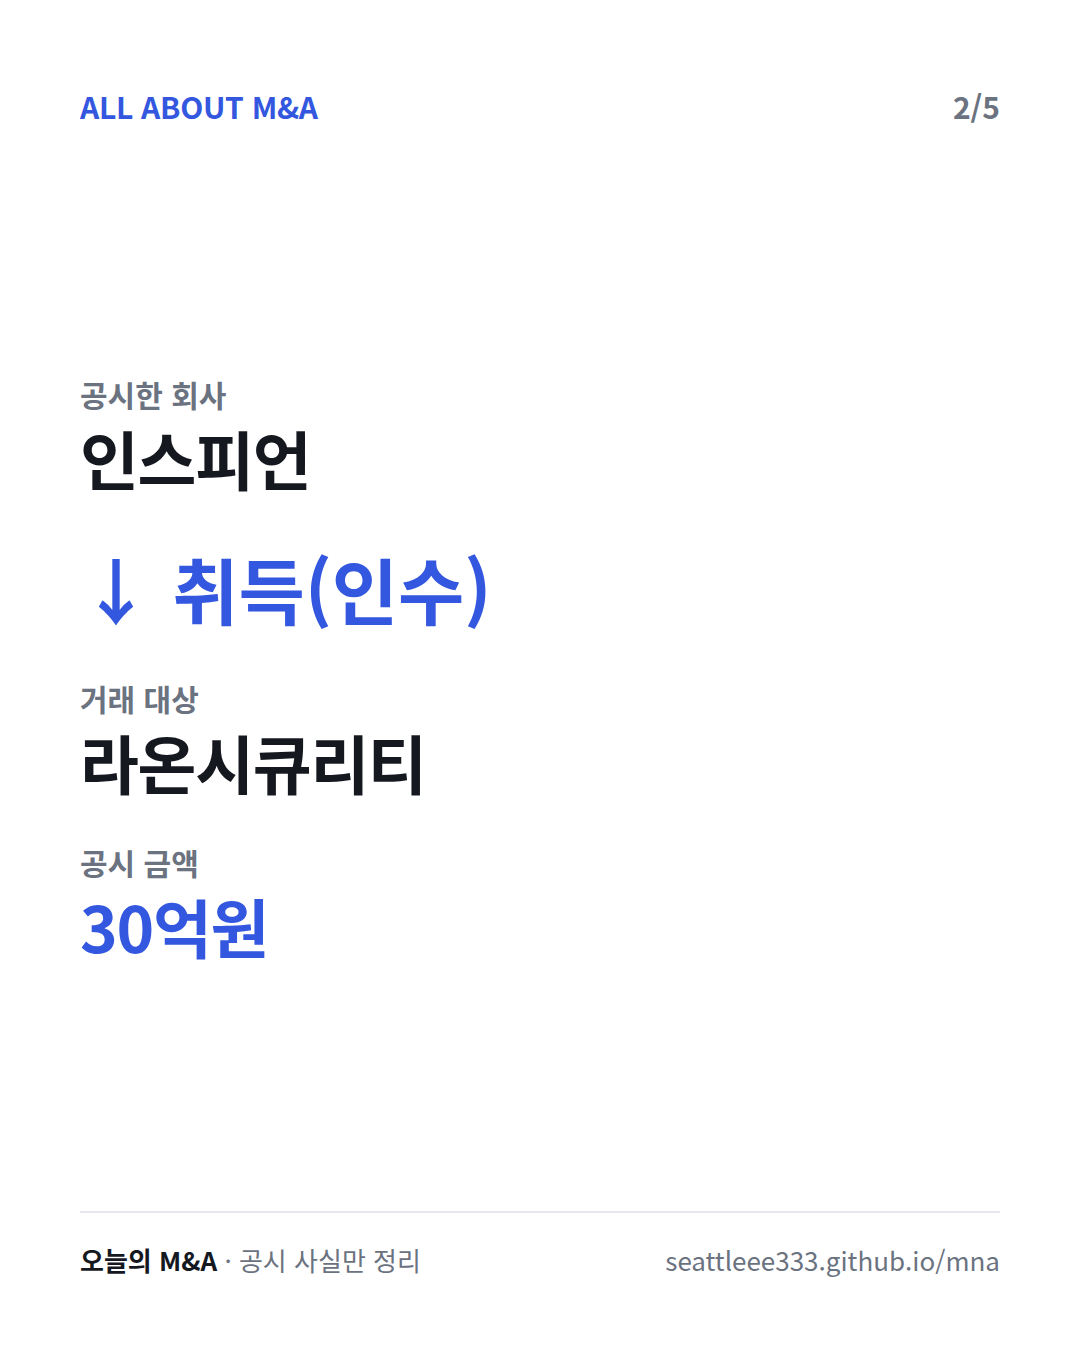 ALL ABOUT M&A
2/5
공시한 회사
인스피언
↓ 취득(인수)
거래 대상
라온시큐리티
공시 금액
30억원
오늘의 M&A · 공시 사실만 정리
seattleee333.github.io/mna